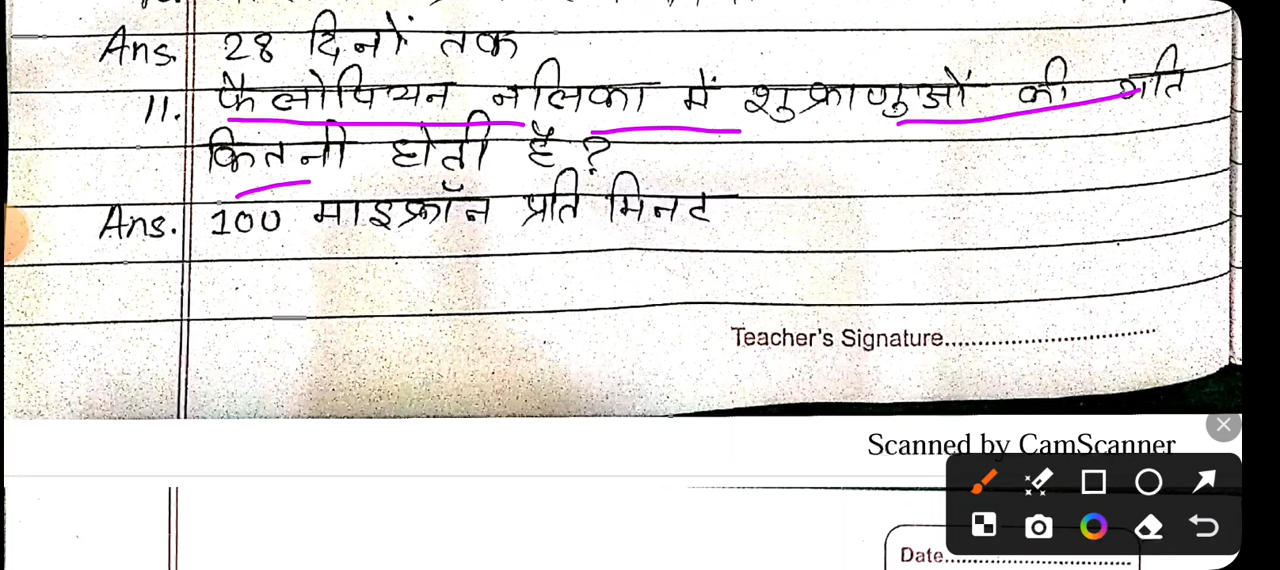 Ans. 28 दिनों तक
11. फैलोपियन नलिका में शुक्राणुओं की गति
कितनी होती है?
Ans. 100 माइक्रॉन प्रति मिनट
Teacher's Signature
Scanned by CamScanner
Date